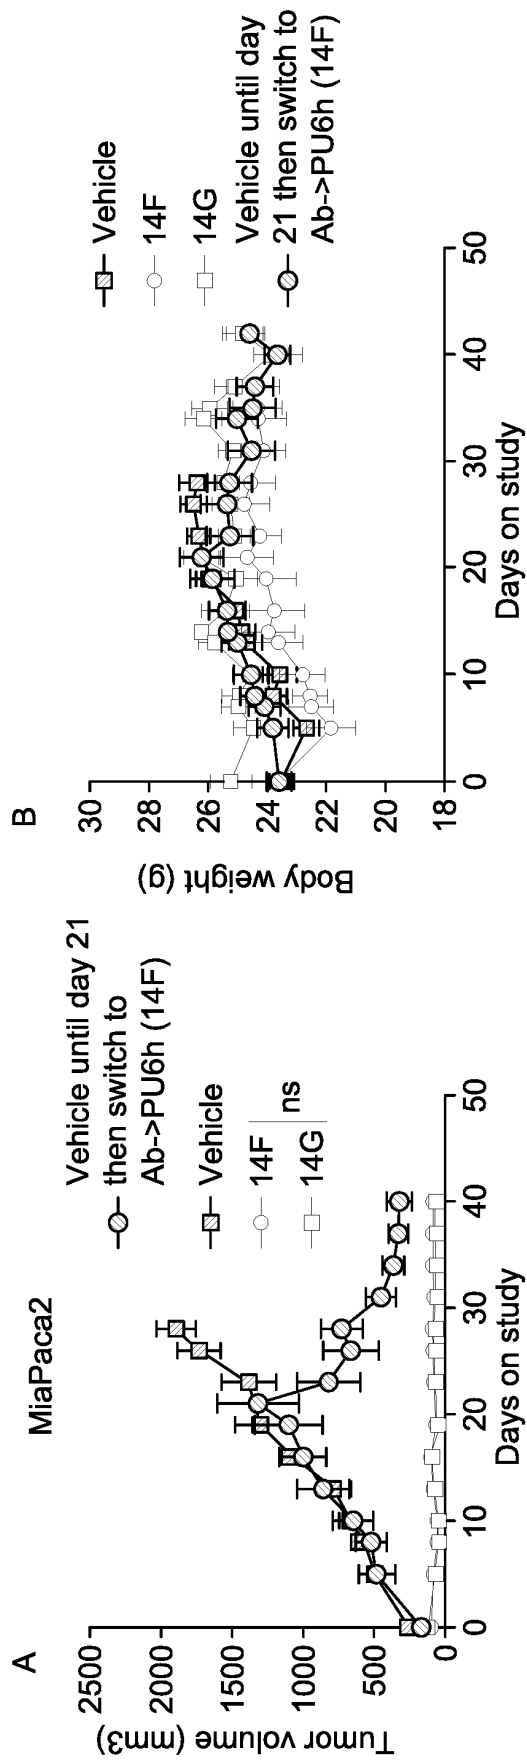 A
MiaPaca2
Tumor volume (mm3)
2500
2000
1500
1000
500
0
0 10 20 30 40 50
Days on study
Vehicle until day 21
then switch to
Ab->PU6h (14F)
Vehicle
14F
14G
ns
B
Body weight (g)
30
28
26
24
22
20
18
0 10 20 30 40 50
Days on study
Vehicle
14F
14G
Vehicle until day
21 then switch to
Ab->PU6h (14F)